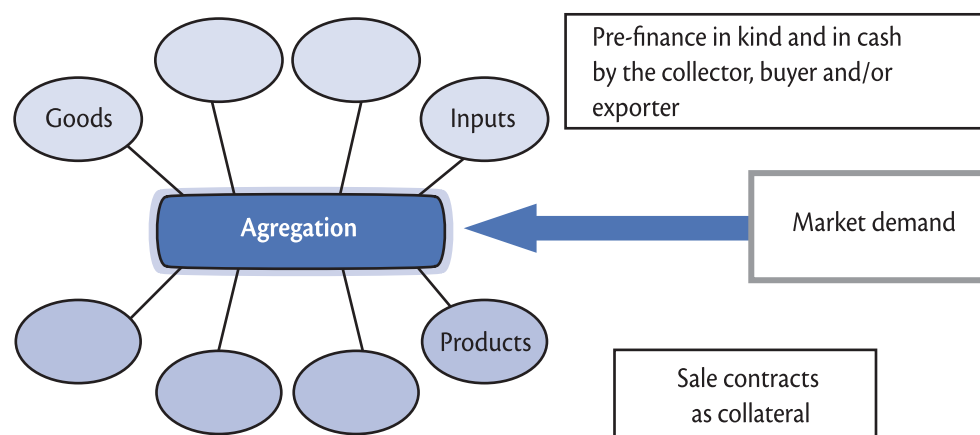 Pre-finance in kind and in cash
by the collector, buyer and/or
exporter
Goods
Inputs
Agregation
Market demand
Products
Sale contracts
as collateral